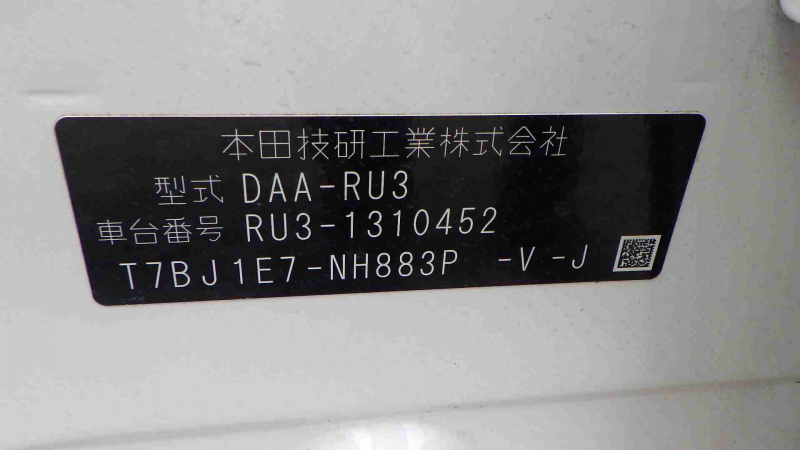 本田技研工業株式会社
型式 DAA-RU3
車台番号 RU3-1310452
T7BJ1E7-NH883P -V -J